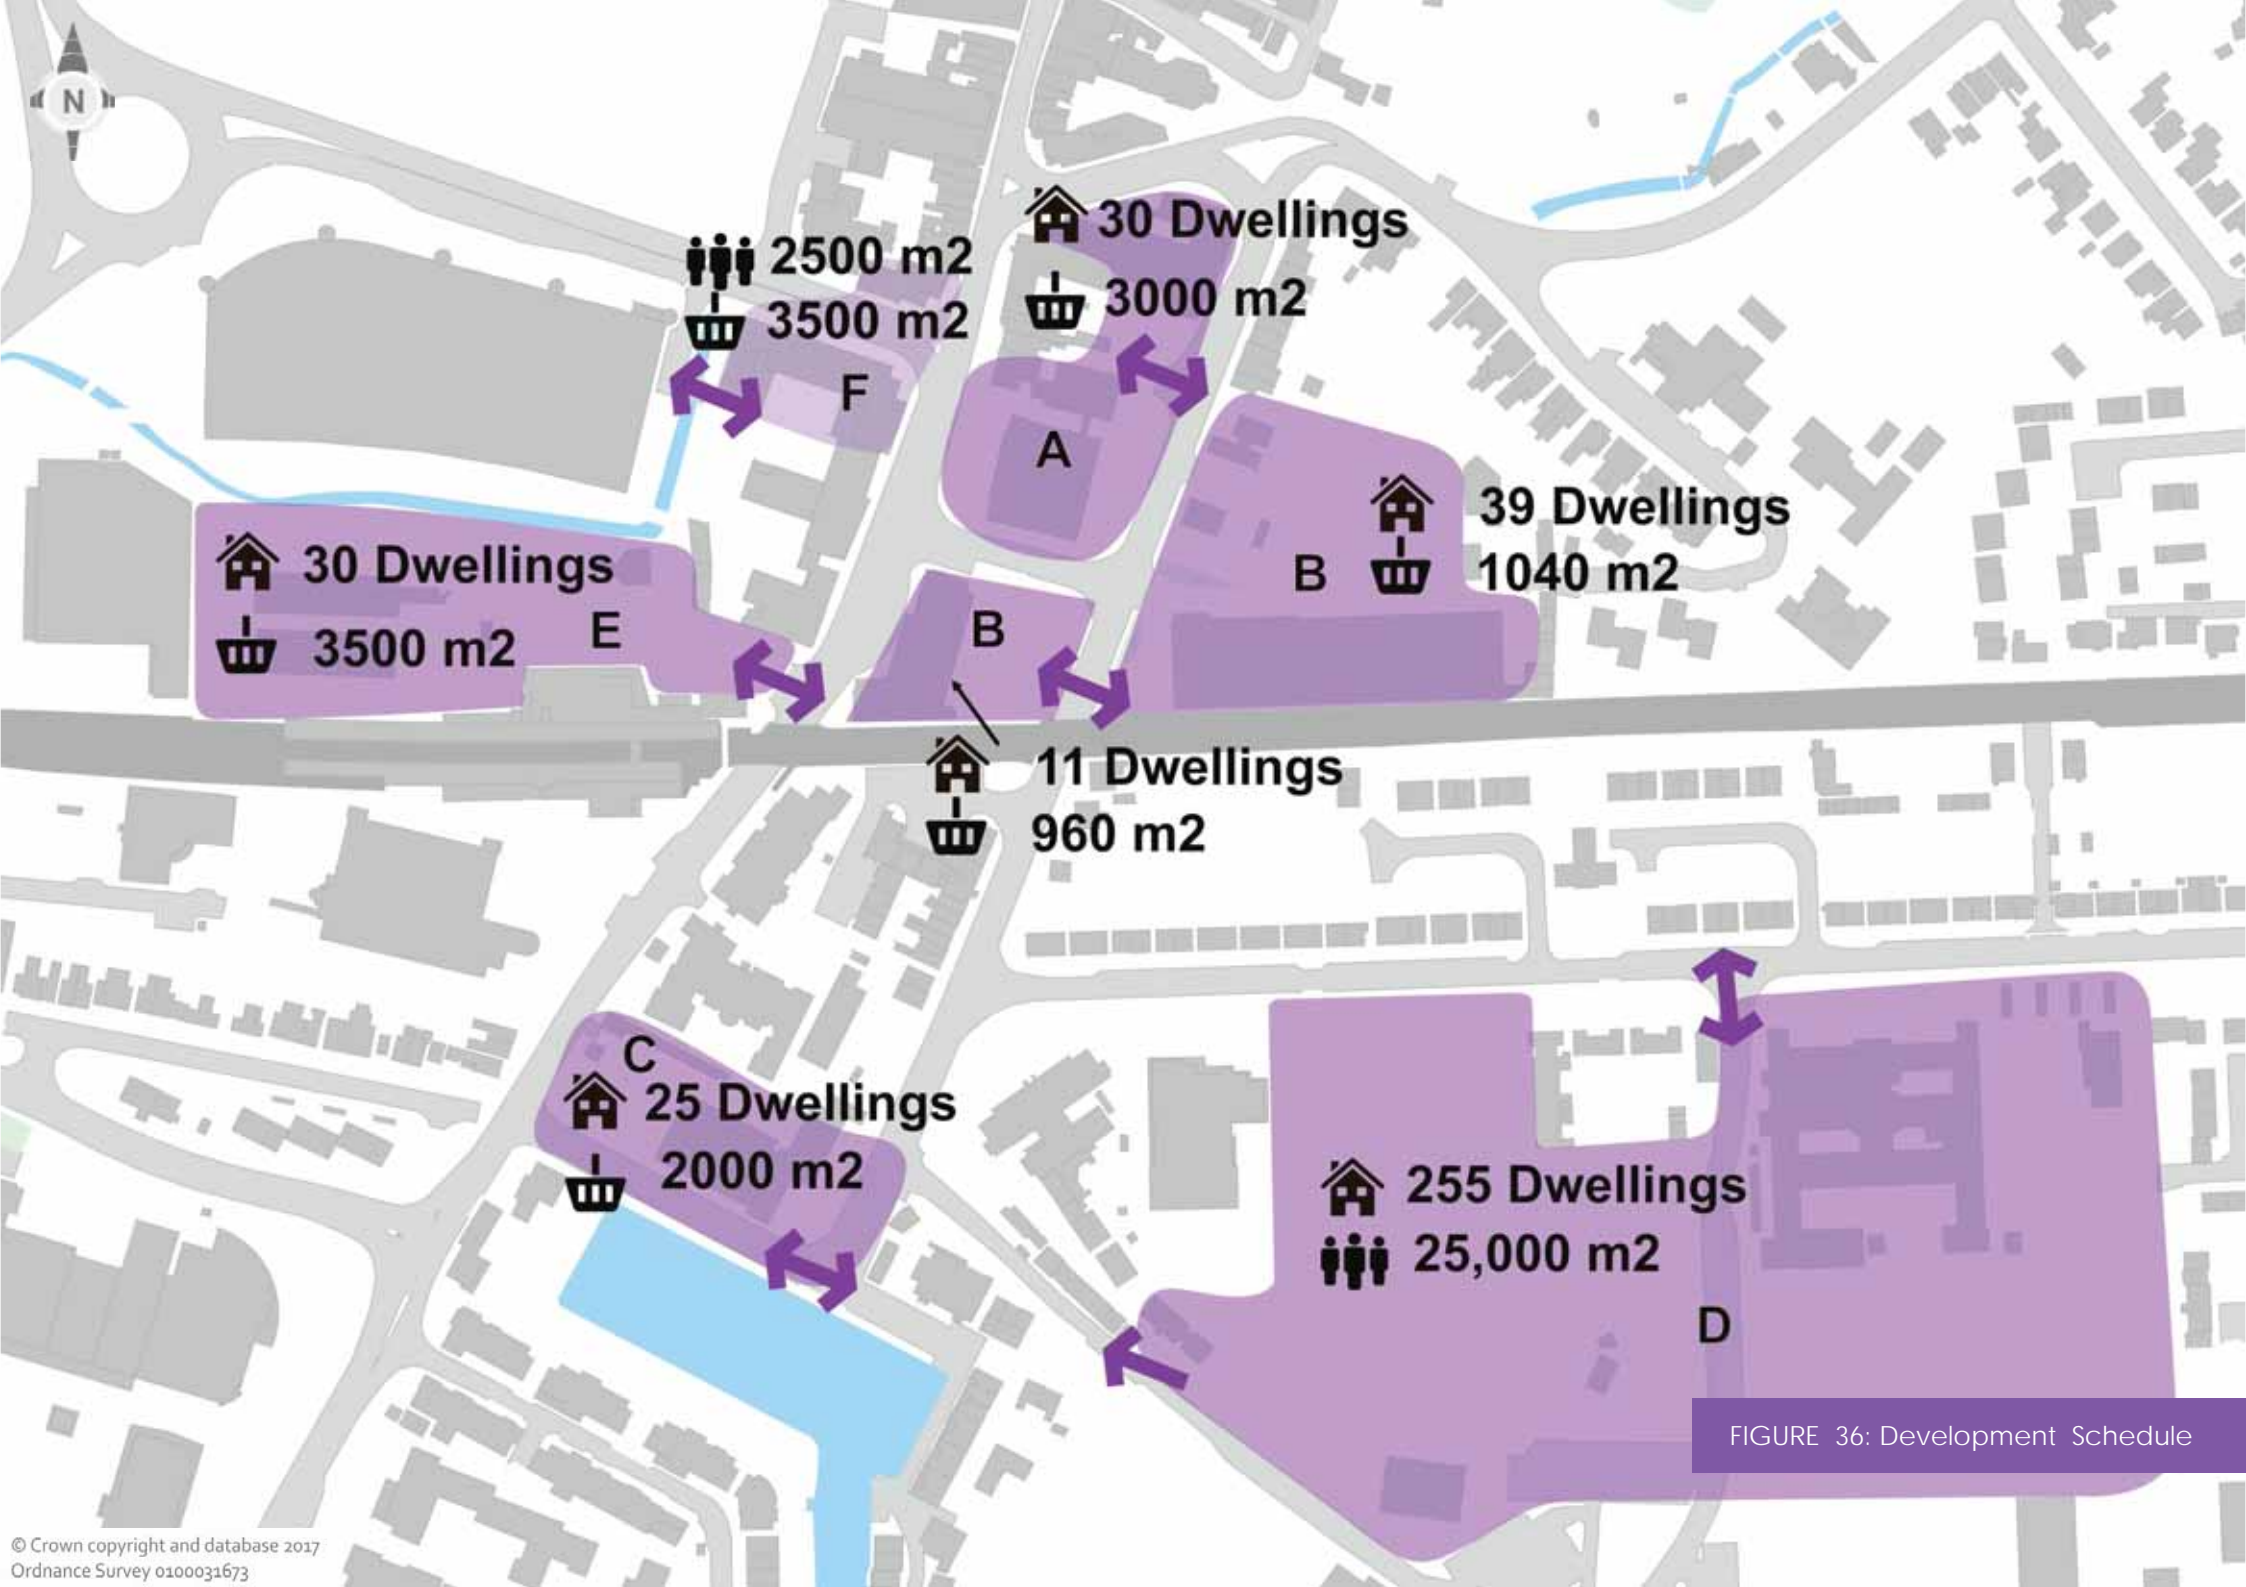 N
30 Dwellings
3000 m2
2500 m2
3500 m2
F
A
39 Dwellings
B
1040 m2
30 Dwellings
E
3500 m2
B
11 Dwellings
960 m2
C
25 Dwellings
2000 m2
255 Dwellings
25,000 m2
D
FIGURE 36: Development Schedule
© Crown copyright and database 2017
Ordnance Survey 0100031673